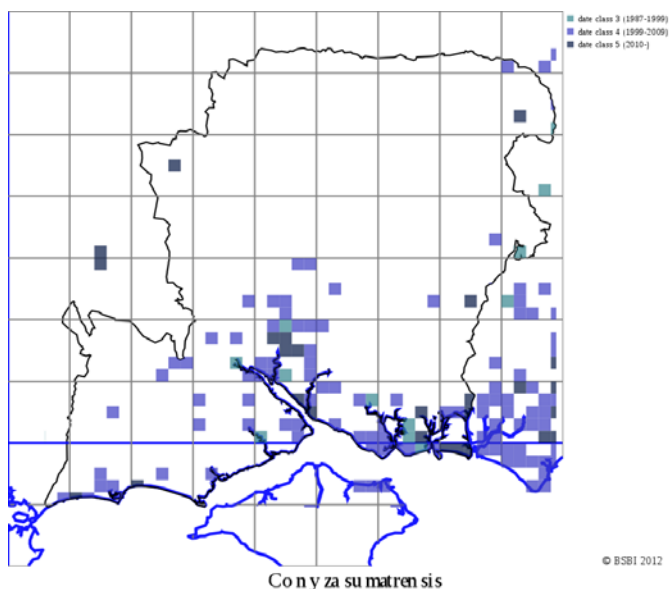 date class 3 (1987-1999)
date class 4 (1999-2009)
date class 5 (2010-)
© BSBI 2012
Conyza sumatrensis